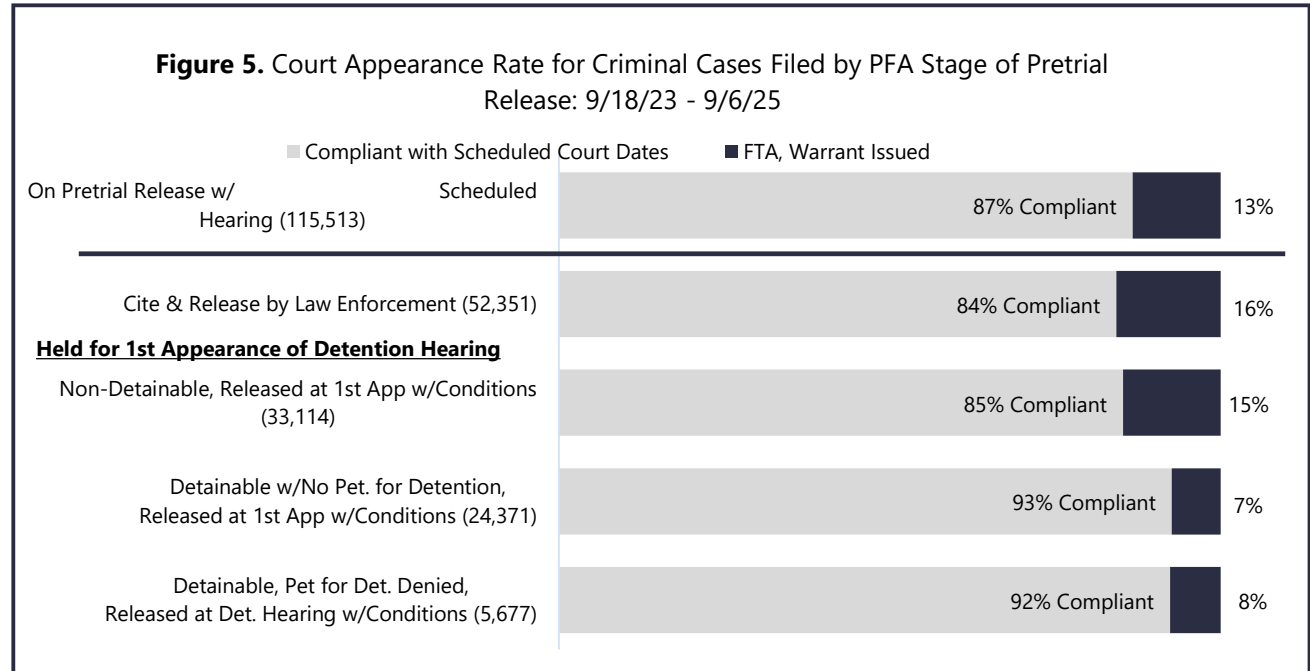 Figure 5. Court Appearance Rate for Criminal Cases Filed by PFA Stage of Pretrial
Release: 9/18/23 - 9/6/25
Compliant with Scheduled Court Dates FTA, Warrant Issued
On Pretrial Release w/ Scheduled
Hearing (115,513)
87% Compliant 13%
Cite & Release by Law Enforcement (52,351)
84% Compliant 16%
Held for 1st Appearance of Detention Hearing
Non-Detainable, Released at 1st App w/Conditions
(33,114)
85% Compliant 15%
Detainable w/No Pet. for Detention,
Released at 1st App w/Conditions (24,371)
93% Compliant 7%
Detainable, Pet for Det. Denied,
Released at Det. Hearing w/Conditions (5,677)
92% Compliant 8%